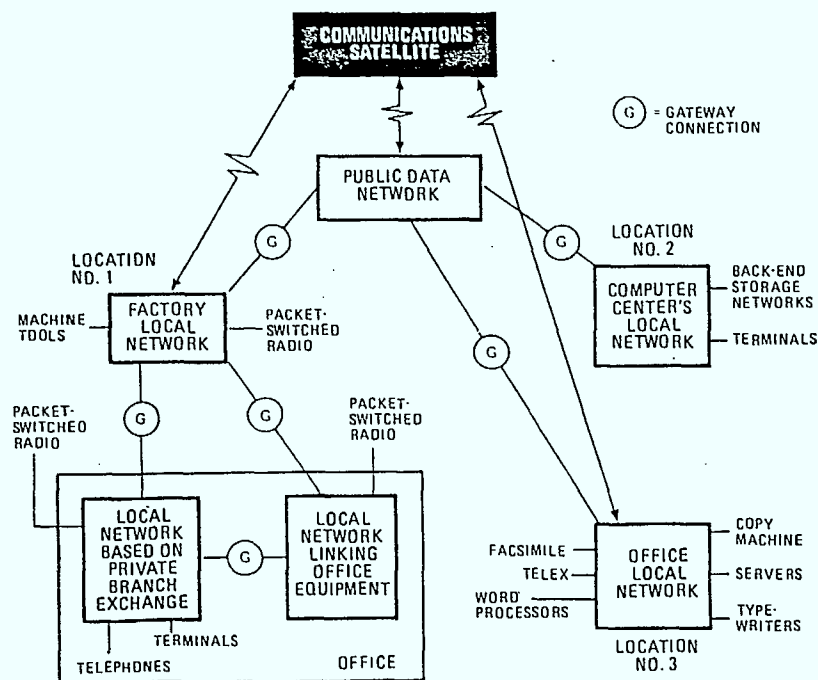 COMMUNICATIONS
SATELLITE
G = GATEWAY
CONNECTION
PUBLIC DATA
NETWORK
G
G
LOCATION
NO. 1
LOCATION
NO. 2
FACTORY
LOCAL
NETWORK
MACHINE
TOOLS
PACKET-
SWITCHED
RADIO
COMPUTER
CENTER'S
LOCAL
NETWORK
BACK-END
STORAGE
NETWORKS
TERMINALS
G
G
G
PACKET-
SWITCHED
RADIO
PACKET-
SWITCHED
RADIO
LOCAL
NETWORK
BASED ON
PRIVATE
BRANCH
EXCHANGE
G
LOCAL
NETWORK
LINKING
OFFICE
EQUIPMENT
TERMINALS
TELEPHONES
OFFICE
FACSIMILE
TELEX
WORD
PROCESSORS
OFFICE
LOCAL
NETWORK
COPY
MACHINE
SERVERS
TYPE-
WRITERS
LOCATION
NO. 3